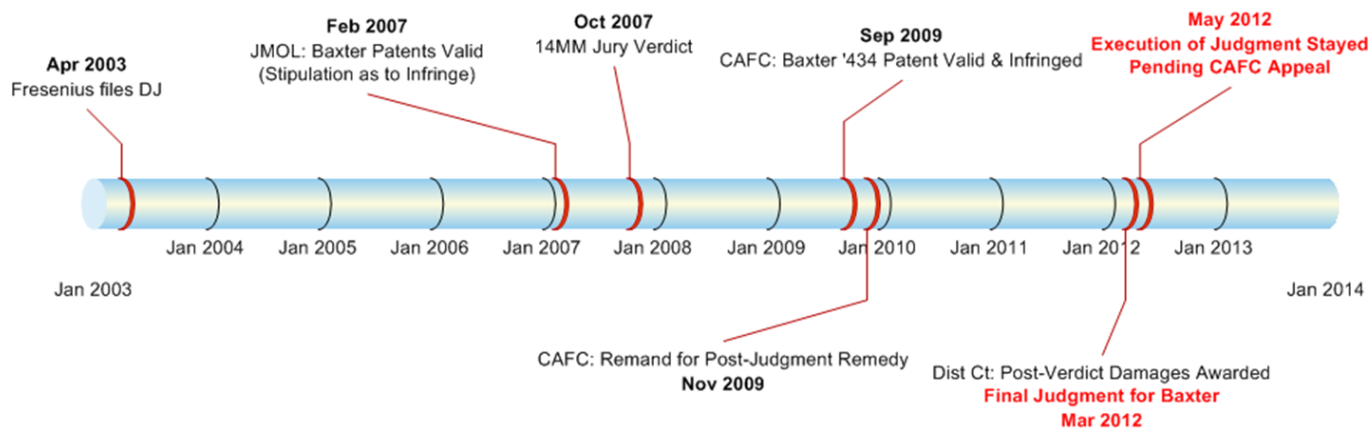 Apr 2003
Fresenius files DJ
Feb 2007
JMOL: Baxter Patents Valid
(Stipulation as to Infringe)
Oct 2007
14MM Jury Verdict
Sep 2009
CAFC: Baxter '434 Patent Valid & Infringed
May 2012
Execution of Judgment Stayed
Pending CAFC Appeal
Jan 2003
Jan 2004
Jan 2005
Jan 2006
Jan 2007
Jan 2008
Jan 2009
Jan 2010
Jan 2011
Jan 2012
Jan 2013
Jan 2014
CAFC: Remand for Post-Judgment Remedy
Nov 2009
Dist Ct: Post-Verdict Damages Awarded
Final Judgment for Baxter
Mar 2012